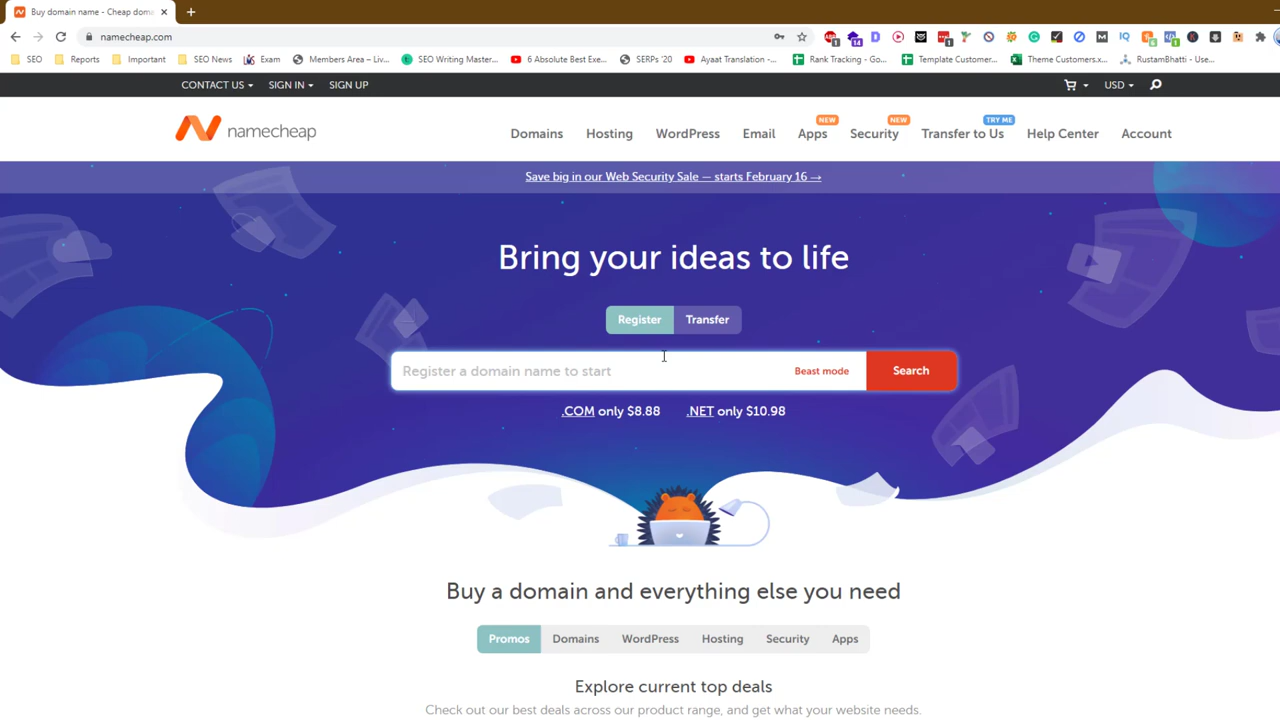 Buy domain name - Cheap doma
namecheap.com
1
14
1
6
1
SEO
Reports
Important
SEO News
Exam
Members Area – Liv...
SEO Writing Master...
6 Absolute Best Exe...
SERPs '20
Ayaat Translation -...
Rank Tracking - Go...
Template Customer...
Theme Customers.x...
RustamBhatti - Use...
CONTACT US
SIGN IN
SIGN UP
USD
NEW
NEW
TRY ME
namecheap
Domains
Hosting
WordPress
Email
Apps
Security
Transfer to Us
Help Center
Account
Save big in our Web Security Sale — starts February 16 →
Bring your ideas to life
Register
Transfer
Register a domain name to start
Beast mode
Search
.COM only $8.88
.NET only $10.98
Buy a domain and everything else you need
Promos
Domains
WordPress
Hosting
Security
Apps
Explore current top deals
Check out our best deals across our product range, and get what your website needs.